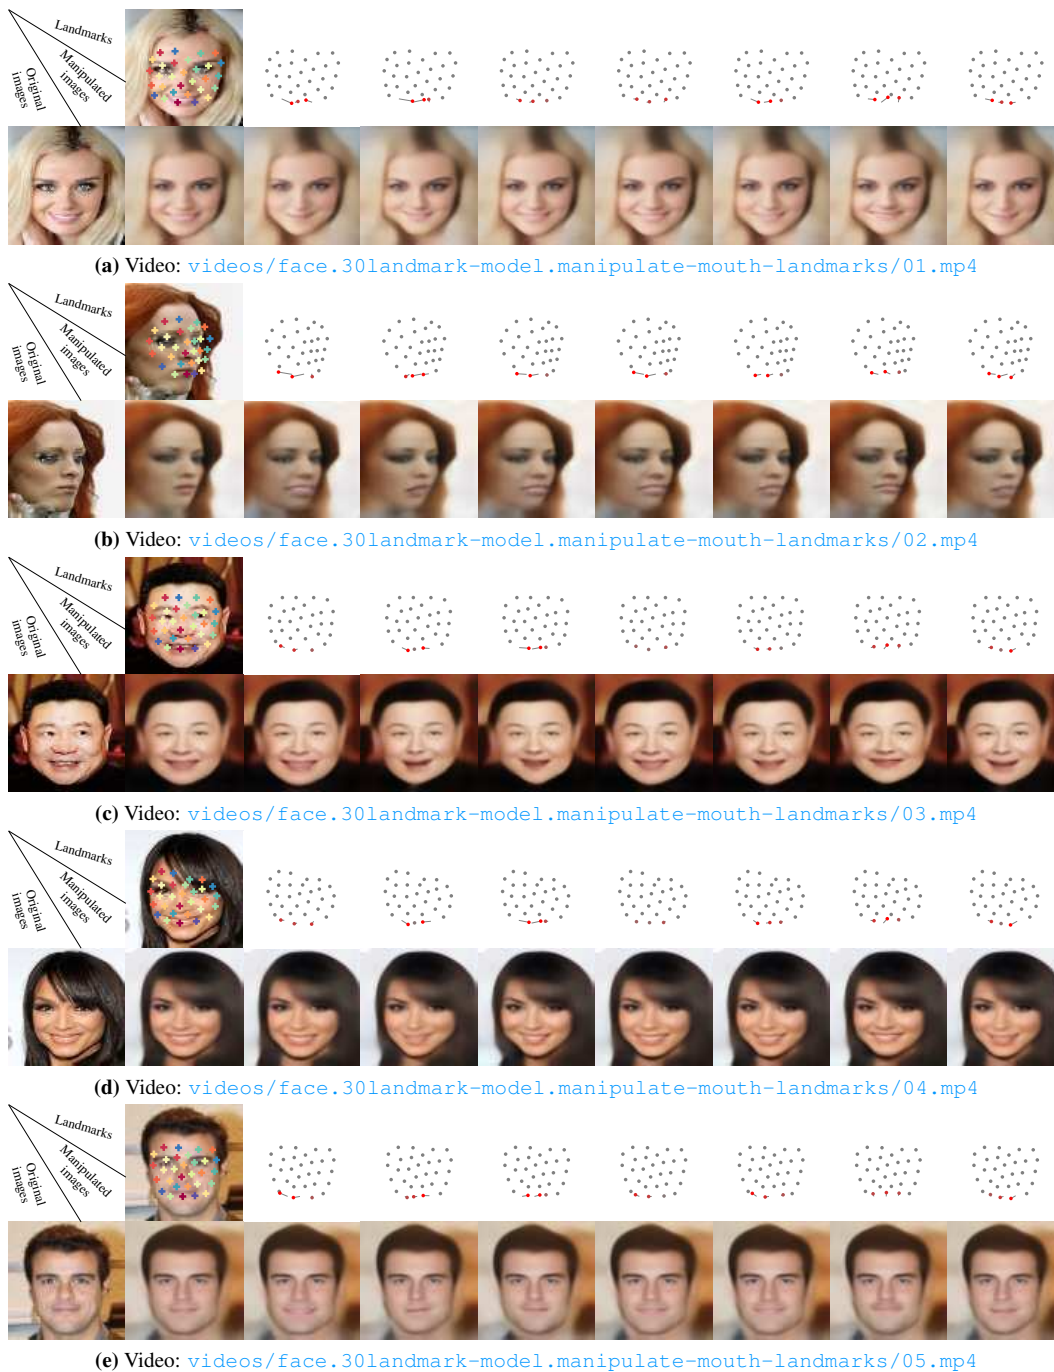 Landmarks
Manipulated
images
Original
images
(a) Video: videos/face.30landmark-model.manipulate-mouth-landmarks/01.mp4
Landmarks
Manipulated
images
Original
images
(b) Video: videos/face.30landmark-model.manipulate-mouth-landmarks/02.mp4
Landmarks
Manipulated
images
Original
images
(c) Video: videos/face.30landmark-model.manipulate-mouth-landmarks/03.mp4
Landmarks
Manipulated
images
Original
images
(d) Video: videos/face.30landmark-model.manipulate-mouth-landmarks/04.mp4
Landmarks
Manipulated
images
Original
images
(e) Video: videos/face.30landmark-model.manipulate-mouth-landmarks/05.mp4